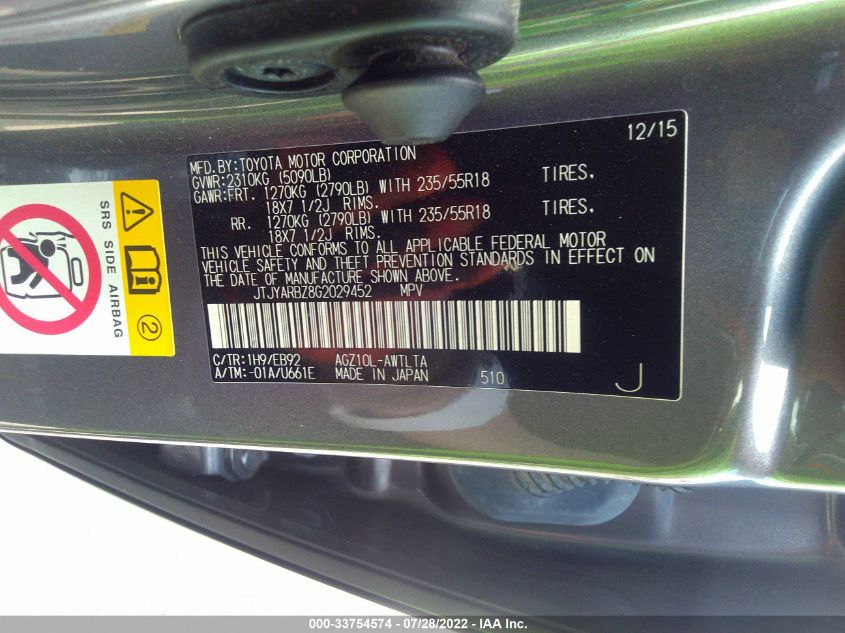 12/15
MFD.BY:TOYOTA MOTOR CORPORATION
GVWR:2310KG (5090LB)
GAWR:FRT. 1270KG (2790LB) WITH 235/55R18 TIRES.
18X7 1/2J RIMS.
RR. 1270KG (2790LB) WITH 235/55R18 TIRES.
18X7 1/2J RIMS.
THIS VEHICLE CONFORMS TO ALL APPLICABLE FEDERAL MOTOR
VEHICLE SAFETY AND THEFT PREVENTION STANDARDS IN EFFECT ON
THE DATE OF MANUFACTURE SHOWN ABOVE.
JTJYARBZ8G2029452 MPV
C/TR:1H9/EB92 AGZ10L-AWTLTA
A/TM:-01A/U661E MADE IN JAPAN 510 J
SRS SIDE AIRBAG
2
000-33754574 / 07/28/2022 - IAA Inc.